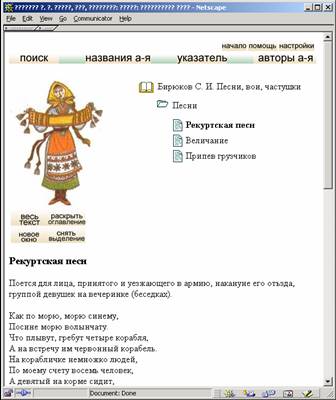 ??????? ?. ?. ?????, ???, ????????: ?????: ?????????? ???? - Netscape
File Edit View Go Communicator Help
начало помощь настройки
поиск названия а-я указатель авторы а-я
Бирюков С. И. Песни, вои, частушки
Песни
Рекуртская песн
Величание
Припев грузчиков
весь текст
раскрыть оглавление
новое окно
снять выделение
Рекуртская песн
Поется для лица, принятого и уезжающего в армию, накануне его отъзда,
группой девушек на вечеринке (беседках).
Как по морю, морю синему,
Посине морю волынчату.
Что плывут, гребут четыре корабля,
А на встречу им червонный корабель.
На корабличке немножко людей,
По моему счету восемь человек,
А девятый на корме сидит,
Document: Done